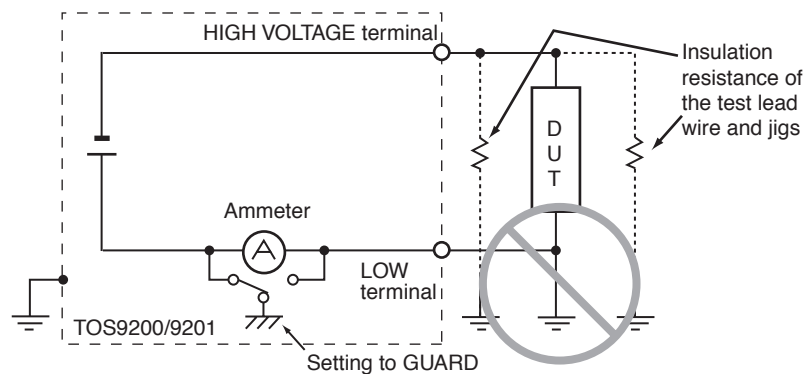 HIGH VOLTAGE terminal
Insulation
resistance of
the test lead
wire and jigs
D
U
T
Ammeter
A
LOW
terminal
TOS9200/9201
Setting to GUARD